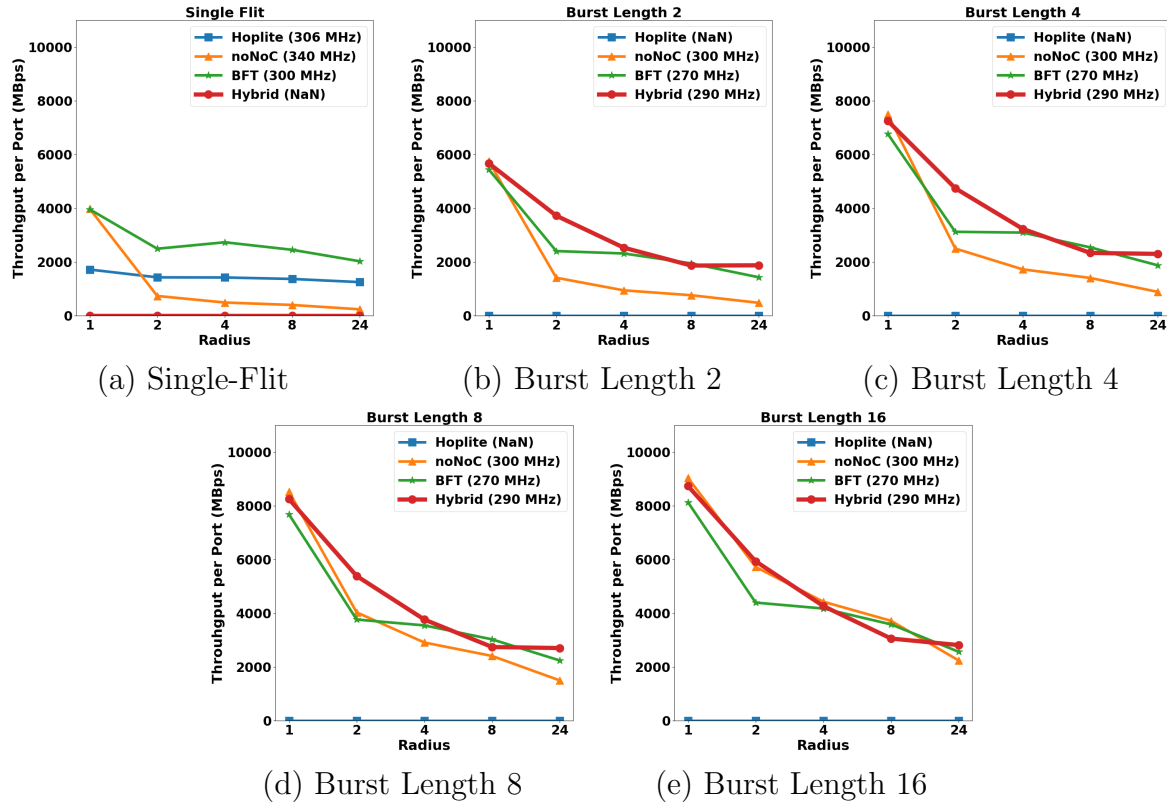 Single Flit
Throuhgput per Port (MBps)
10000
8000
6000
4000
2000
0
Hoplite (306 MHz)
noNoC (340 MHz)
BFT (300 MHz)
Hybrid (NaN)
1 2 4 8 24
Radius
(a) Single-Flit
Burst Length 2
Throuhgput per Port (MBps)
10000
8000
6000
4000
2000
0
Hoplite (NaN)
noNoC (300 MHz)
BFT (270 MHz)
Hybrid (290 MHz)
1 2 4 8 24
Radius
(b) Burst Length 2
Burst Length 4
Throuhgput per Port (MBps)
10000
8000
6000
4000
2000
0
Hoplite (NaN)
noNoC (300 MHz)
BFT (270 MHz)
Hybrid (290 MHz)
1 2 4 8 24
Radius
(c) Burst Length 4
Burst Length 8
Throuhgput per Port (MBps)
10000
8000
6000
4000
2000
0
Hoplite (NaN)
noNoC (300 MHz)
BFT (270 MHz)
Hybrid (290 MHz)
1 2 4 8 24
Radius
(d) Burst Length 8
Burst Length 16
Throuhgput per Port (MBps)
10000
8000
6000
4000
2000
0
Hoplite (NaN)
noNoC (300 MHz)
BFT (270 MHz)
Hybrid (290 MHz)
1 2 4 8 24
Radius
(e) Burst Length 16